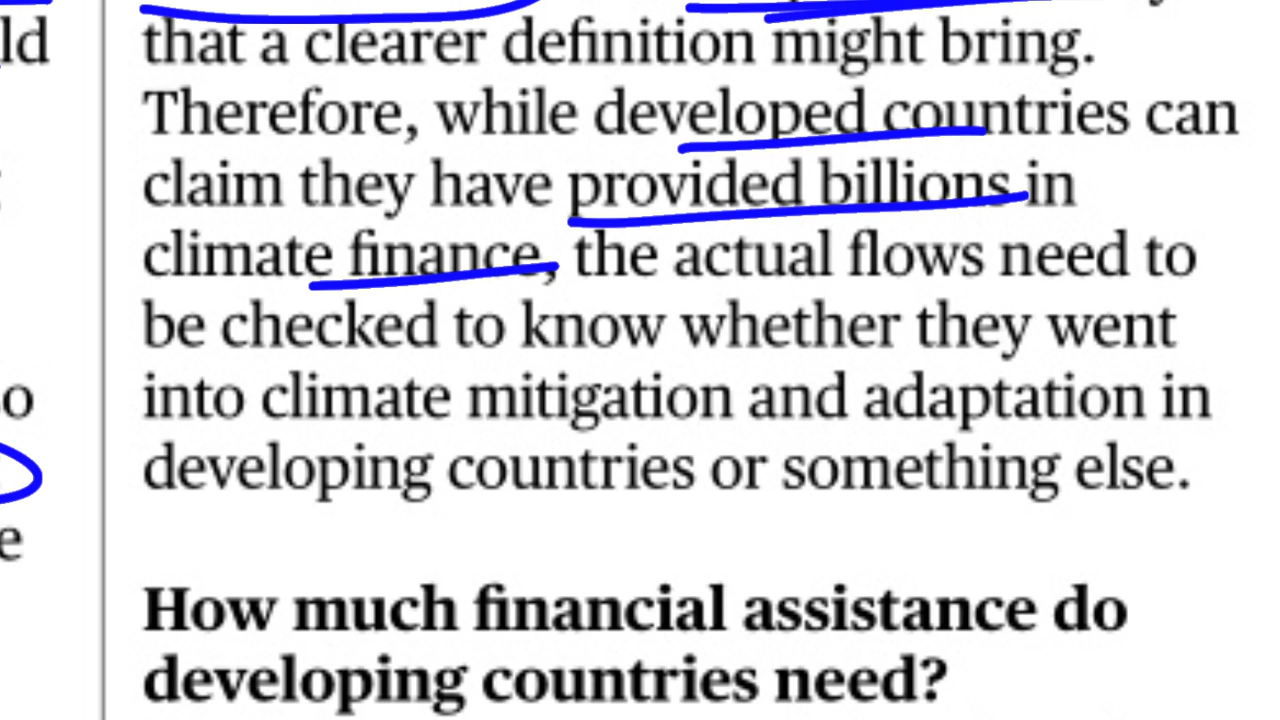 ld
o
e
that a clearer definition might bring.
Therefore, while developed countries can
claim they have provided billions in
climate finance, the actual flows need to
be checked to know whether they went
into climate mitigation and adaptation in
developing countries or something else.
How much financial assistance do
developing countries need?